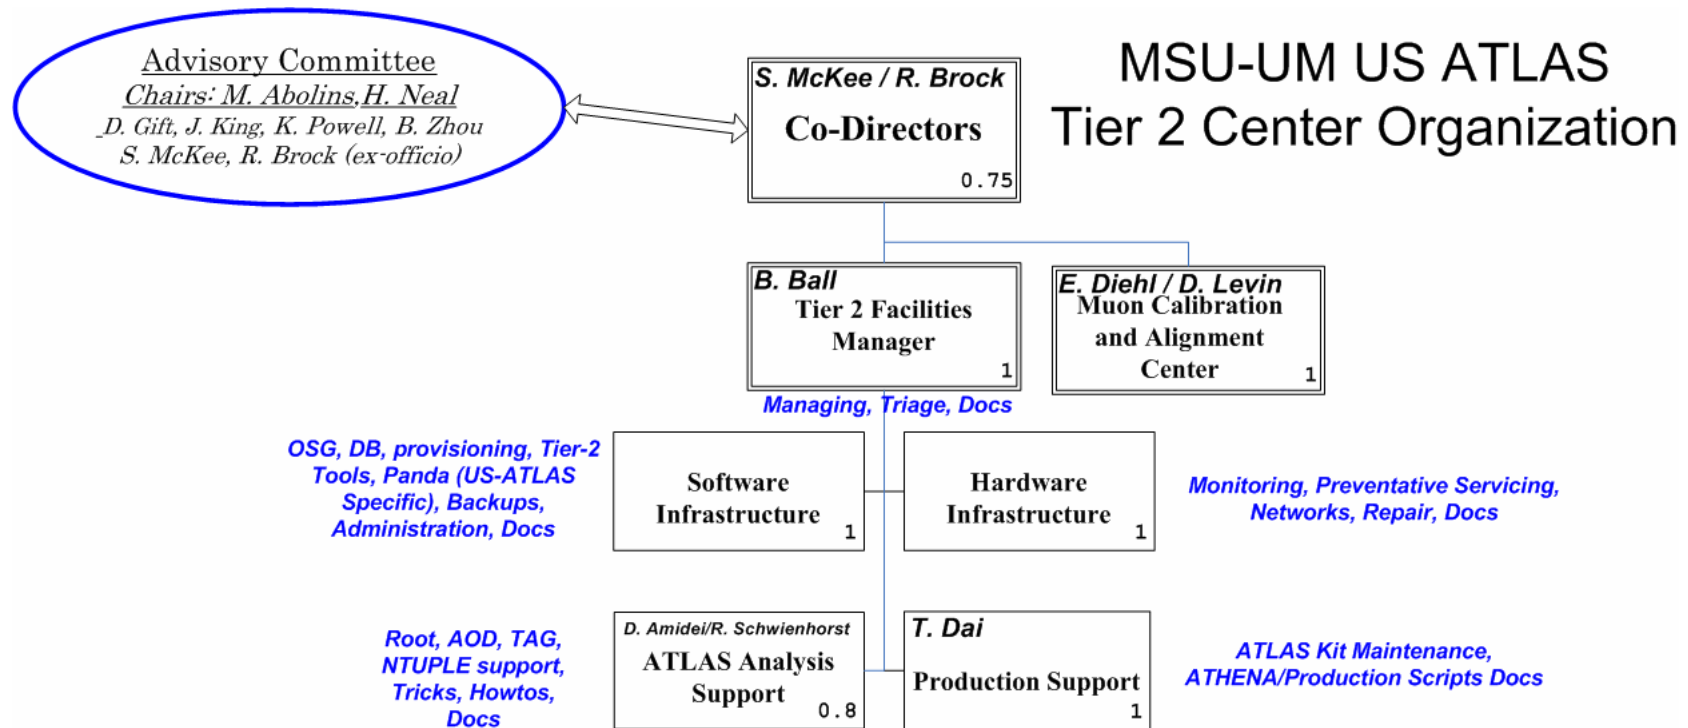 Advisory Committee
Chairs: M. Abolins,H. Neal
D. Gift, J. King, K. Powell, B. Zhou
S. McKee, R. Brock (ex-officio)
MSU-UM US ATLAS
Tier 2 Center Organization
S. McKee / R. Brock
Co-Directors
0.75
B. Ball
Tier 2 Facilities
Manager
1
Managing, Triage, Docs
E. Diehl / D. Levin
Muon Calibration
and Alignment
Center
1
OSG, DB, provisioning, Tier-2
Tools, Panda (US-ATLAS
Specific), Backups,
Administration, Docs
Software
Infrastructure
1
Hardware
Infrastructure
1
Monitoring, Preventative Servicing,
Networks, Repair, Docs
Root, AOD, TAG,
NTUPLE support,
Tricks, Howtos,
Docs
D. Amidei/R. Schwienhorst
ATLAS Analysis
Support
0.8
T. Dai
Production Support
1
ATLAS Kit Maintenance,
ATHENA/Production Scripts Docs